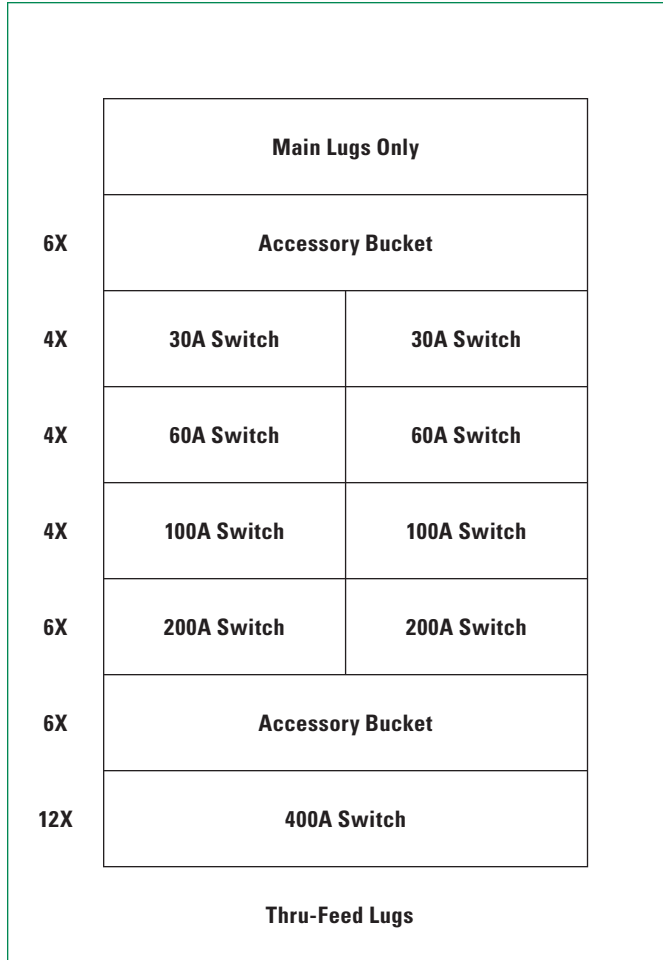 Main Lugs Only
6X Accessory Bucket
4X 30A Switch 30A Switch
4X 60A Switch 60A Switch
4X 100A Switch 100A Switch
6X 200A Switch 200A Switch
6X Accessory Bucket
12X 400A Switch
Thru-Feed Lugs